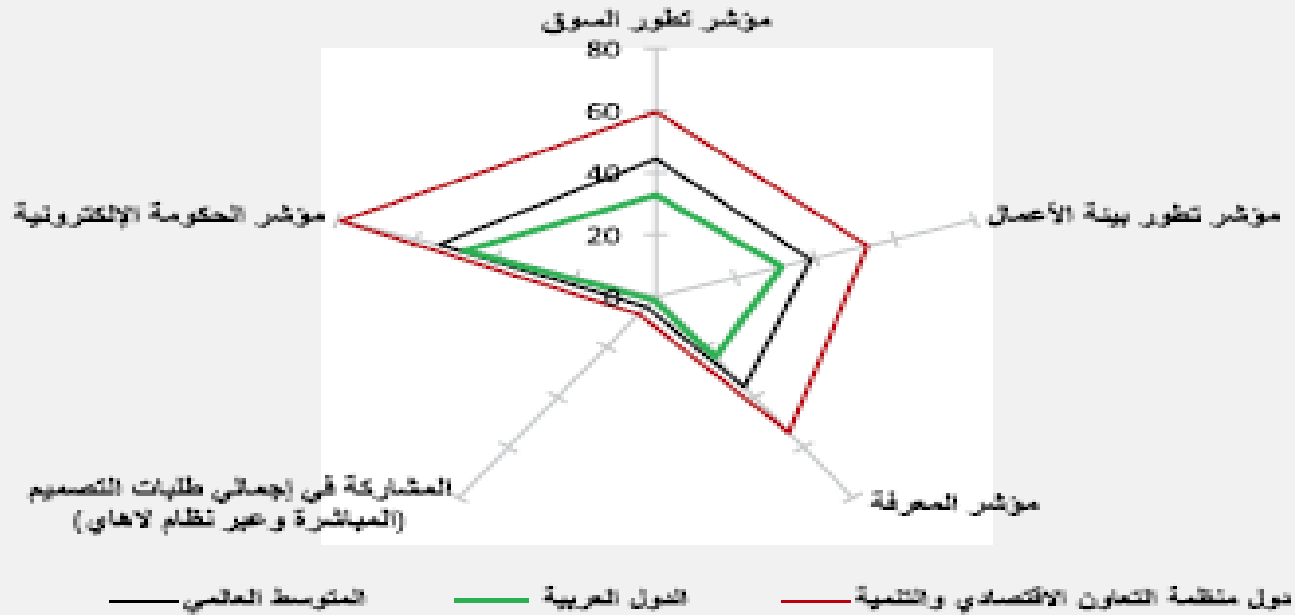 مؤشر تطور السوق
80
60
40
20
0
مؤشر الحكومة الإلكترونية
مؤشر تطور بيئة الأعمال
المشاركة في إجمالي طلبات التصميم
(المباشرة وعبر نظام لاهاي)
مؤشر المعرفة
دول منظمة التعاون الاقتصادي والتنمية
الدول العربية
المتوسط العالمي